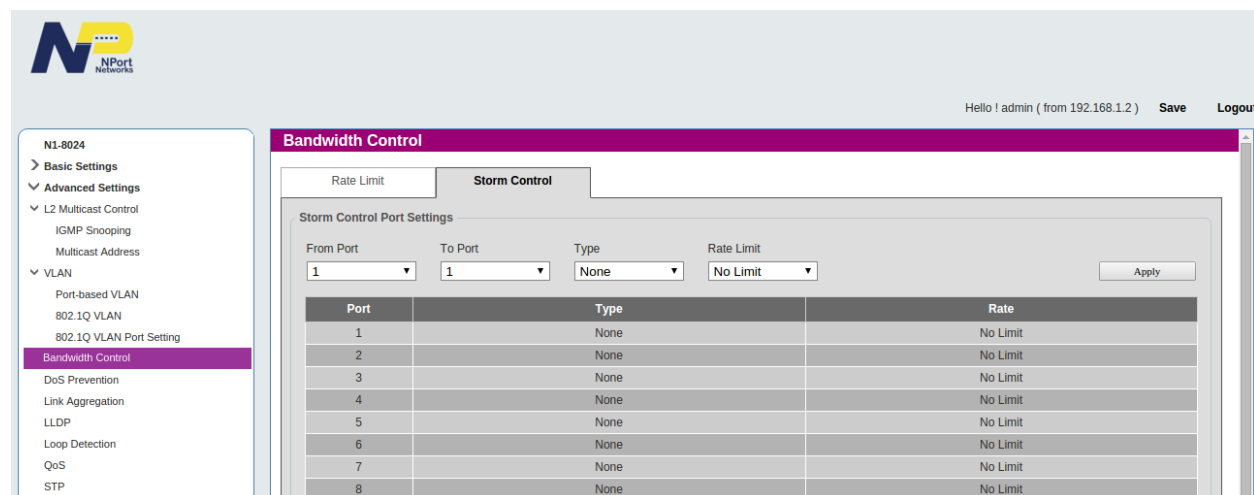 NPort
Networks
Hello ! admin ( from 192.168.1.2 ) Save Logout
N1-8024
Basic Settings
Advanced Settings
L2 Multicast Control
IGMP Snooping
Multicast Address
VLAN
Port-based VLAN
802.1Q VLAN
802.1Q VLAN Port Setting
Bandwidth Control
DoS Prevention
Link Aggregation
LLDP
Loop Detection
QoS
STP
Bandwidth Control
Rate Limit Storm Control
Storm Control Port Settings
From Port To Port Type Rate Limit
1 1 None No Limit Apply
Port Type Rate
1 None No Limit
2 None No Limit
3 None No Limit
4 None No Limit
5 None No Limit
6 None No Limit
7 None No Limit
8 None No Limit